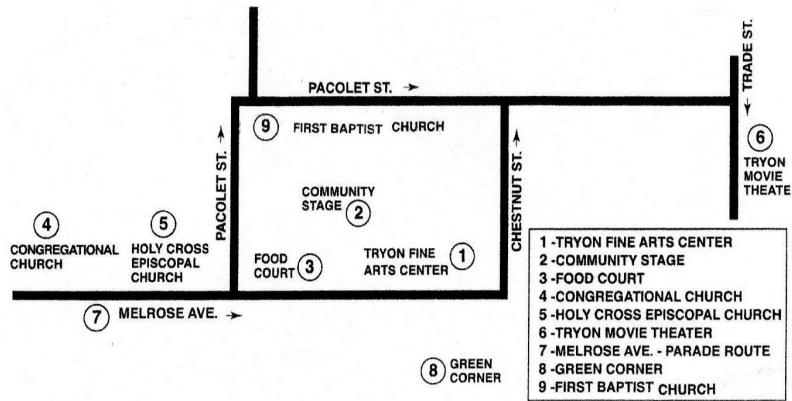 TRADE ST. →
PACOLET ST. →
9 FIRST BAPTIST CHURCH
6
TRYON
MOVIE
THEATE
PACOLET ST. →
CHESTNUT ST. →
COMMUNITY
STAGE 2
4
CONGREGATIONAL
CHURCH
5
HOLY CROSS
EPISCOPAL
CHURCH
FOOD
COURT 3
TRYON FINE
ARTS CENTER 1
7 MELROSE AVE. →
8 GREEN
CORNER
1 -TRYON FINE ARTS CENTER
2 -COMMUNITY STAGE
3 -FOOD COURT
4 -CONGREGATIONAL CHURCH
5 -HOLY CROSS EPISCOPAL CHURCH
6 -TRYON MOVIE THEATER
7 -MELROSE AVE. - PARADE ROUTE
8 -GREEN CORNER
9 -FIRST BAPTIST CHURCH